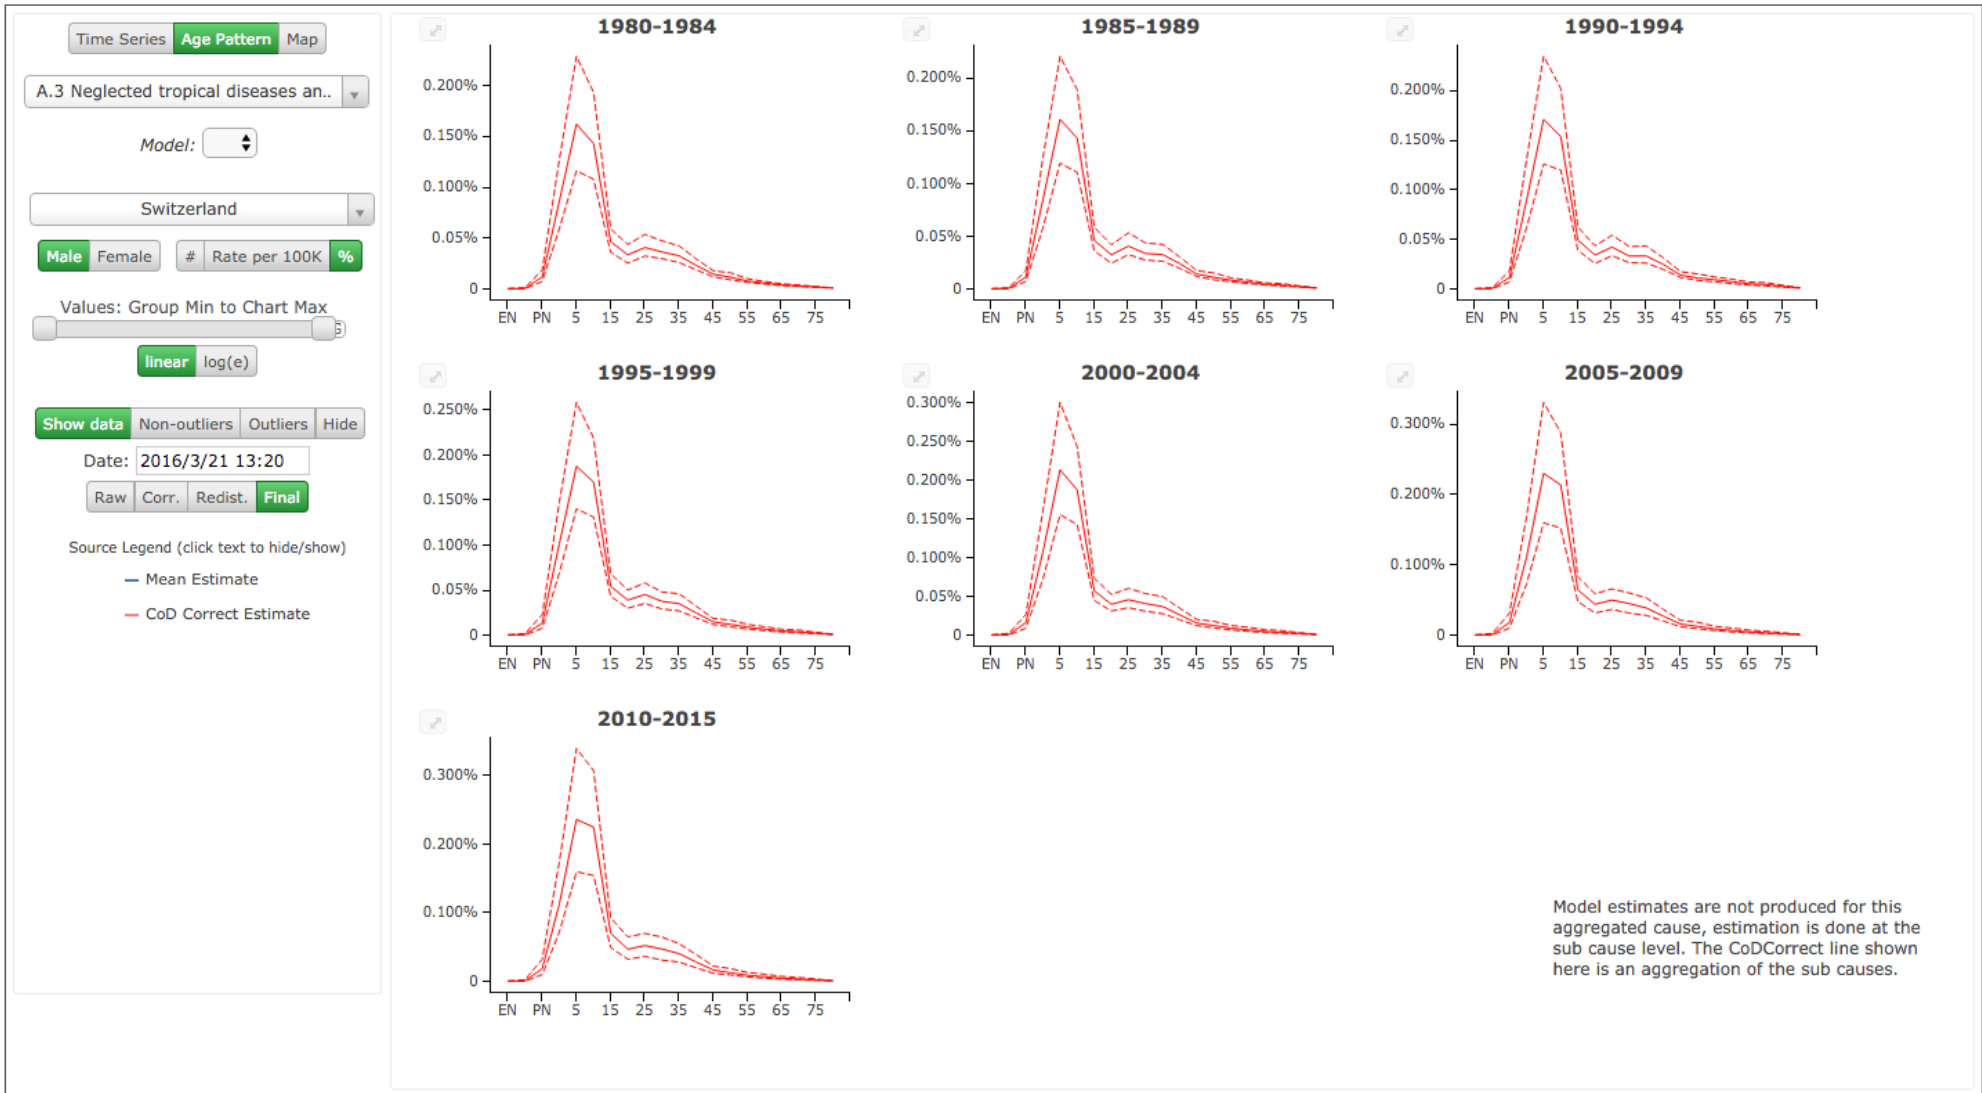 Time Series Age Pattern Map
A.3 Neglected tropical diseases an..
Model:
Switzerland
Male Female # Rate per 100K %
Values: Group Min to Chart Max
linear log(e)
Show data Non-outliers Outliers Hide
Date: 2016/3/21 13:20
Raw Corr. Redist. Final
Source Legend (click text to hide/show)
Mean Estimate
CoD Correct Estimate
1980-1984
0.200%
0.150%
0.100%
0.05%
0
EN PN 5 15 25 35 45 55 65 75
1985-1989
0.200%
0.150%
0.100%
0.05%
0
EN PN 5 15 25 35 45 55 65 75
1990-1994
0.200%
0.150%
0.100%
0.05%
0
EN PN 5 15 25 35 45 55 65 75
1995-1999
0.250%
0.200%
0.150%
0.100%
0.05%
0
EN PN 5 15 25 35 45 55 65 75
2000-2004
0.300%
0.250%
0.200%
0.150%
0.100%
0.05%
0
EN PN 5 15 25 35 45 55 65 75
2005-2009
0.300%
0.200%
0.100%
0
EN PN 5 15 25 35 45 55 65 75
2010-2015
0.300%
0.200%
0.100%
0
EN PN 5 15 25 35 45 55 65 75
Model estimates are not produced for this
aggregated cause, estimation is done at the
sub cause level. The CoDCorrect line shown
here is an aggregation of the sub causes.